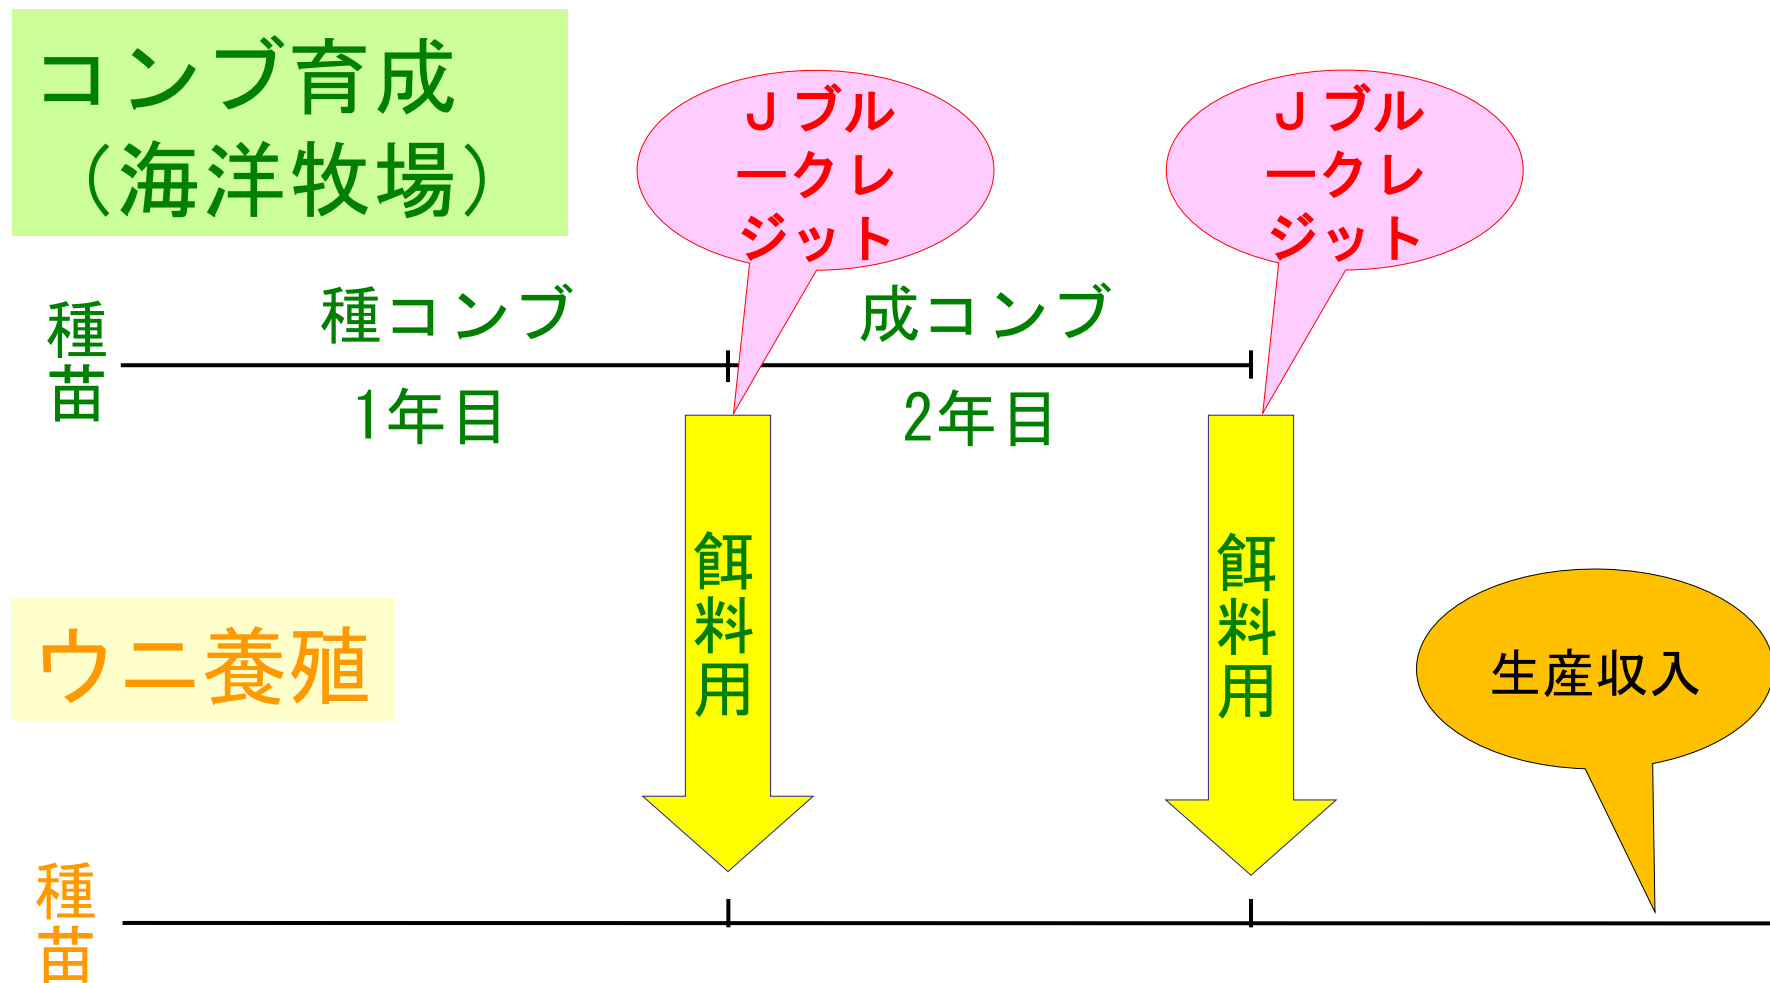 コンブ育成
（海洋牧場）
Ｊブル
ークレ
ジット
Ｊブル
ークレ
ジット
種苗
種コンブ
成コンブ
1年目
2年目
餌料用
餌料用
ウニ養殖
生産収入
種苗